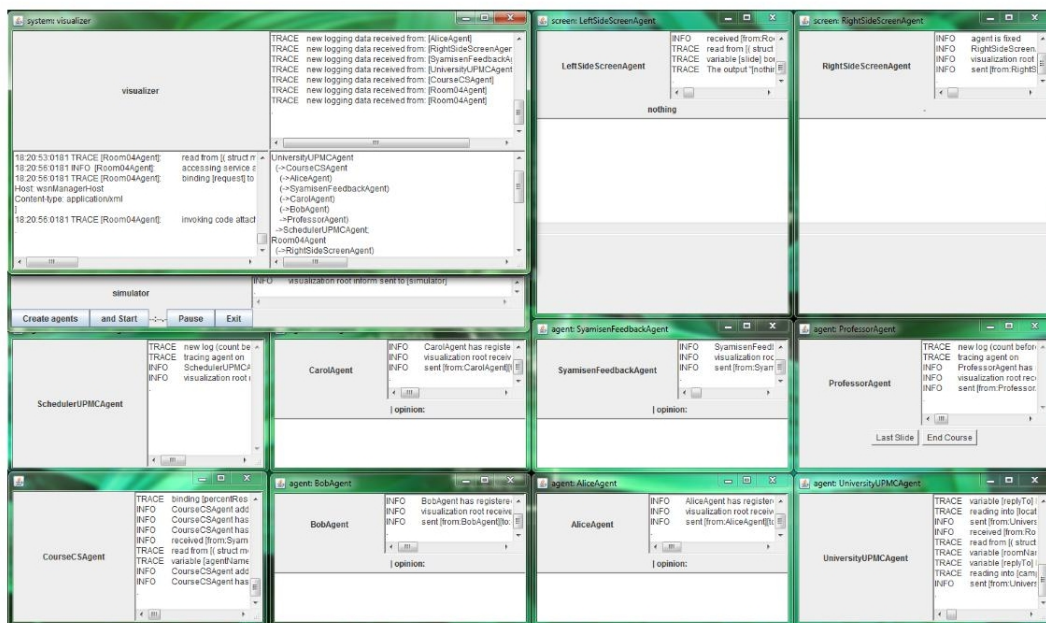 system: visualizer
visualizer
TRACE new logging data received from: [AliceAgent]
TRACE new logging data received from: [RightSideScreenAgen
TRACE new logging data received from: [SyamisenFeedbackA
TRACE new logging data received from: [UniversityUPMCAgent
TRACE new logging data received from: [CourseCSAgent]
TRACE new logging data received from: [Room04Agent]
TRACE new logging data received from: [Room04Agent]
18:20:53:0181 TRACE [Room04Agent]: read from [( struct m
18:20:56:0181 INFO [Room04Agent]: accessing service a
18:20:56:0181 TRACE [Room04Agent]: binding [request] to
Host: wsnManagerHost
Content-type: application/xml
]
18:20:56:0181 TRACE [Room04Agent]: invoking code attact
UniversityUPMCAgent
(->CourseCSAgent
(->AliceAgent)
(->SyamisenFeedbackAgent)
(->CarolAgent)
(->BobAgent)
->ProfessorAgent)
->SchedulerUPMCAgent;
Room04Agent
(->RightSideScreenAgent)
screen: LeftSideScreenAgent
LeftSideScreenAgent
INFO received [from:Ro
TRACE read from [( struct
TRACE variable [slide] bo
TRACE The output "[nothi
nothing
screen: RightSideScreenAgent
RightSideScreenAgent
INFO agent is fixed
INFO RightSideScreen
INFO visualization root
INFO sent [from:RightS
simulator
INFO visualization root inform sent to [simulator]
Create agents and Start -:-.- Pause Exit
SchedulerUPMCAgent
TRACE new log (count be
TRACE tracing agent on
INFO SchedulerUPMCA
INFO visualization root
CarolAgent
INFO CarolAgent has registe
INFO visualization root receiv
INFO sent [from:CarolAgent]
| opinion:
agent: SyamisenFeedbackAgent
SyamisenFeedbackAgent
INFO SyamisenFeed
INFO visualization roo
INFO sent [from:Syam
| opinion:
agent: ProfessorAgent
ProfessorAgent
TRACE new log (count befor
TRACE tracing agent on
INFO ProfessorAgent has
INFO visualization root rece
INFO sent [from:Professor
Last Slide End Course
CourseCSAgent
TRACE binding [percentRes
INFO CourseCSAgent add
INFO CourseCSAgent has
INFO received [from:Syam
TRACE read from [( struct m
TRACE variable [agentName
INFO CourseCSAgent add
INFO CourseCSAgent has
agent: BobAgent
BobAgent
INFO BobAgent has registere
INFO visualization root receive
INFO sent [from:BobAgent][to:
| opinion:
agent: AliceAgent
AliceAgent
INFO AliceAgent has register
INFO visualization root receive
INFO sent [from:AliceAgent][to
| opinion:
agent: UniversityUPMCAgent
UniversityUPMCAgent
TRACE variable [replyTo]
TRACE reading into [locat
INFO sent [from:Univers
INFO received [from:Ro
TRACE read from [( struct
TRACE variable [roomNa
TRACE variable [replyTo]
TRACE reading into [cam
INFO sent [from:Univers